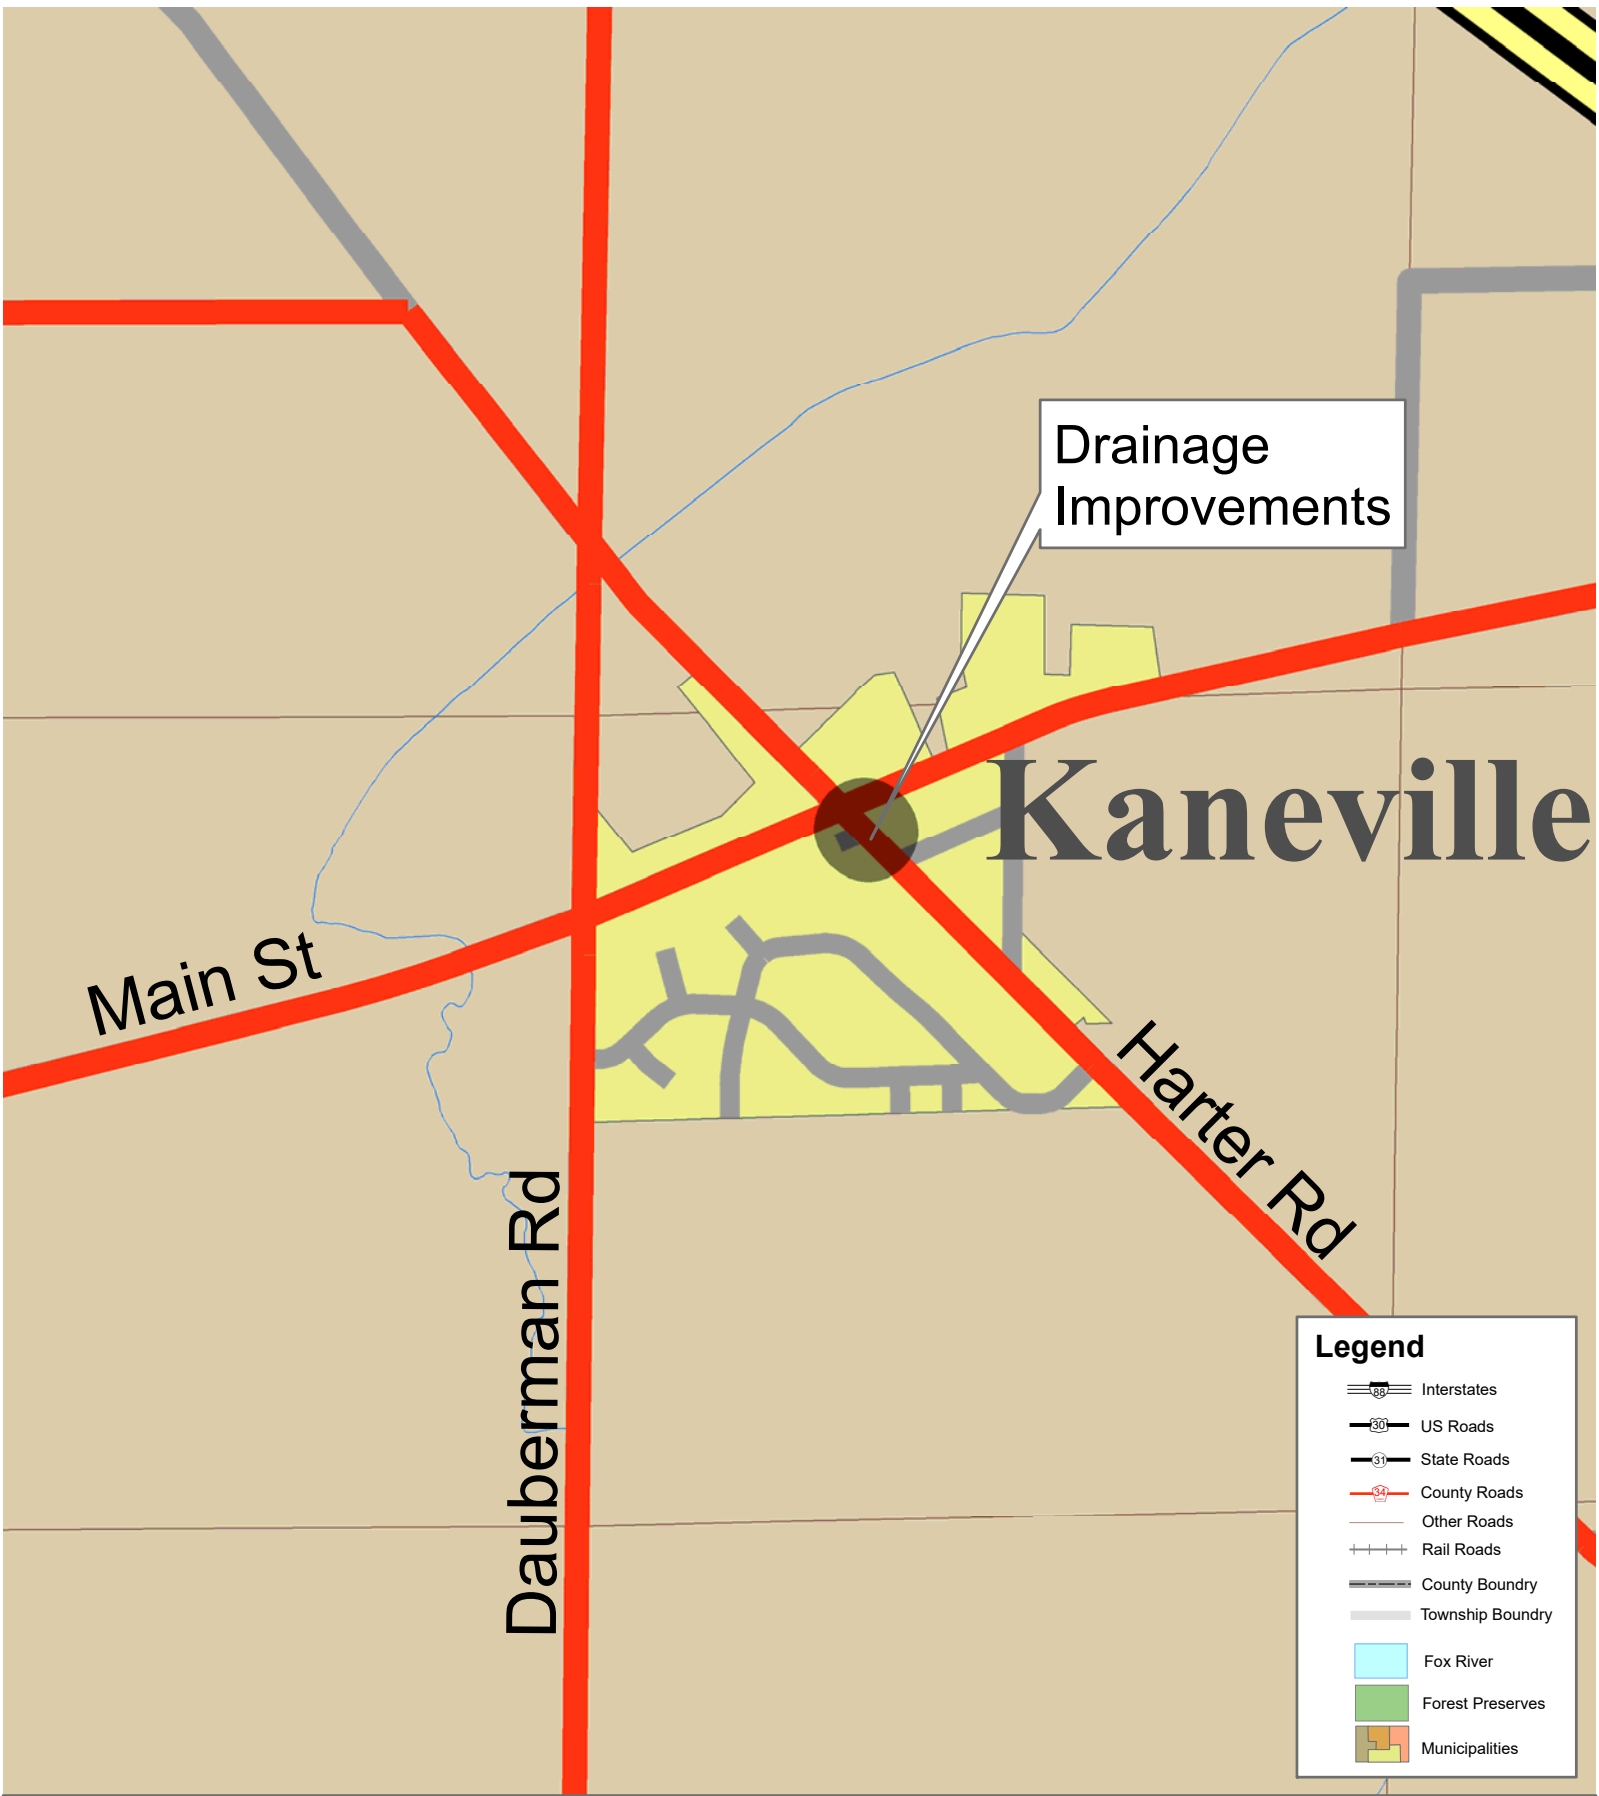 Drainage
Improvements
Kaneville
Main St
Harter Rd
Dauberman Rd
Legend
88 Interstates
30 US Roads
31 State Roads
34 County Roads
Other Roads
Rail Roads
County Boundry
Township Boundry
Fox River
Forest Preserves
Municipalities